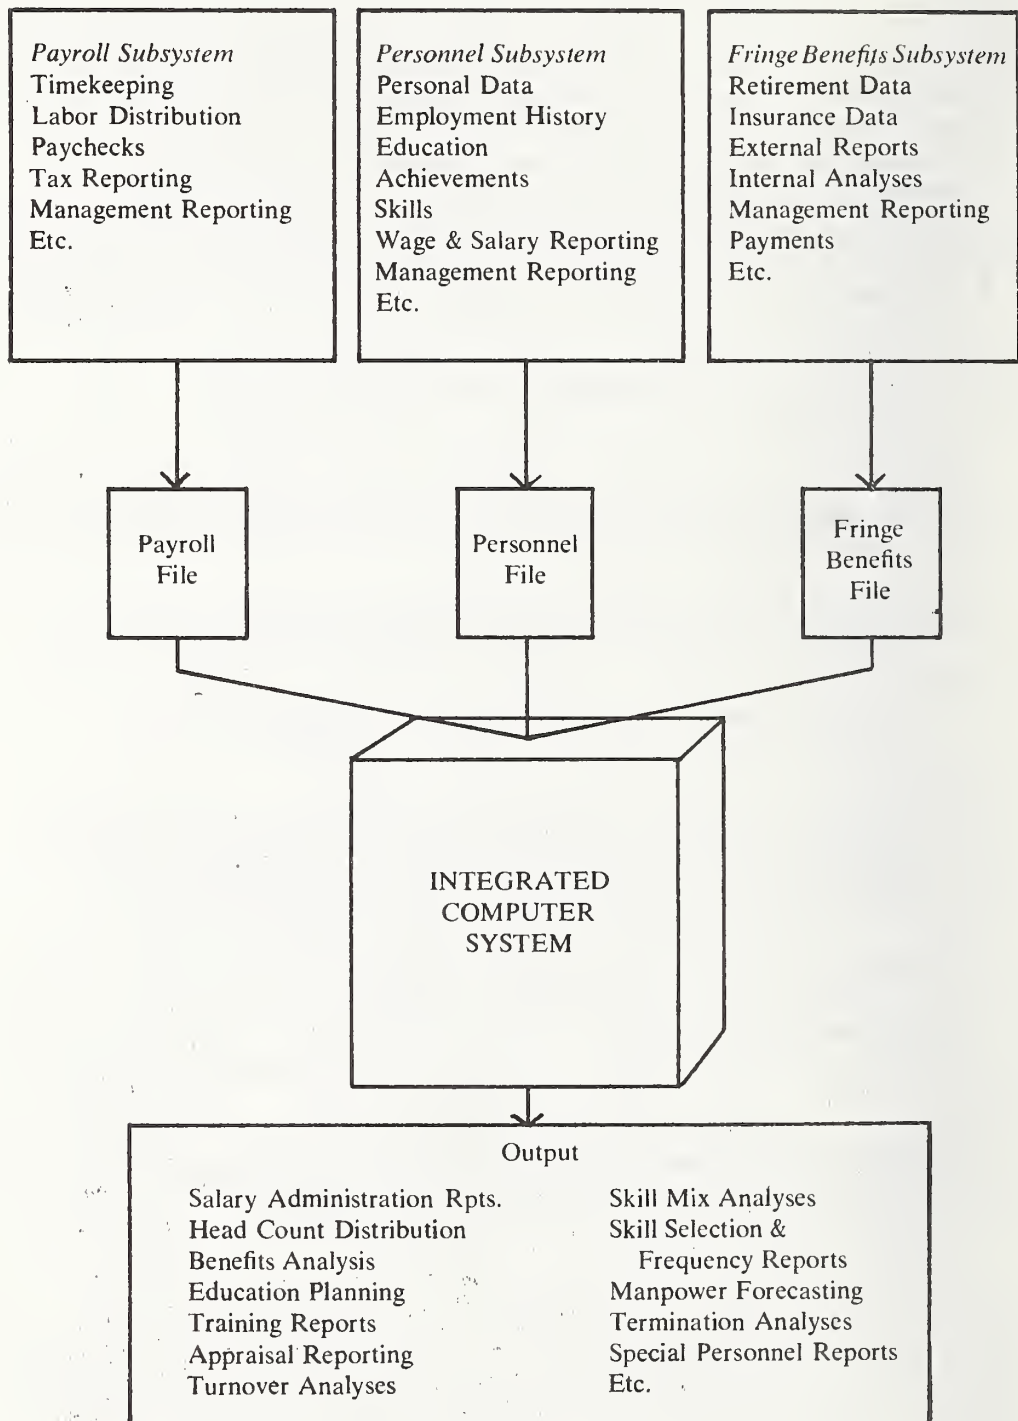 Payroll Subsystem
Timekeeping
Labor Distribution
Paychecks
Tax Reporting
Management Reporting
Etc.
Personnel Subsystem
Personal Data
Employment History
Education
Achievements
Skills
Wage & Salary Reporting
Management Reporting
Etc.
Fringe Benefits Subsystem
Retirement Data
Insurance Data
External Reports
Internal Analyses
Management Reporting
Payments
Etc.
Payroll
File
Personnel
File
Fringe
Benefits
File
INTEGRATED
COMPUTER
SYSTEM
Output
Salary Administration Rpts.
Head Count Distribution
Benefits Analysis
Education Planning
Training Reports
Appraisal Reporting
Turnover Analyses
Skill Mix Analyses
Skill Selection &
Frequency Reports
Manpower Forecasting
Termination Analyses
Special Personnel Reports
Etc.